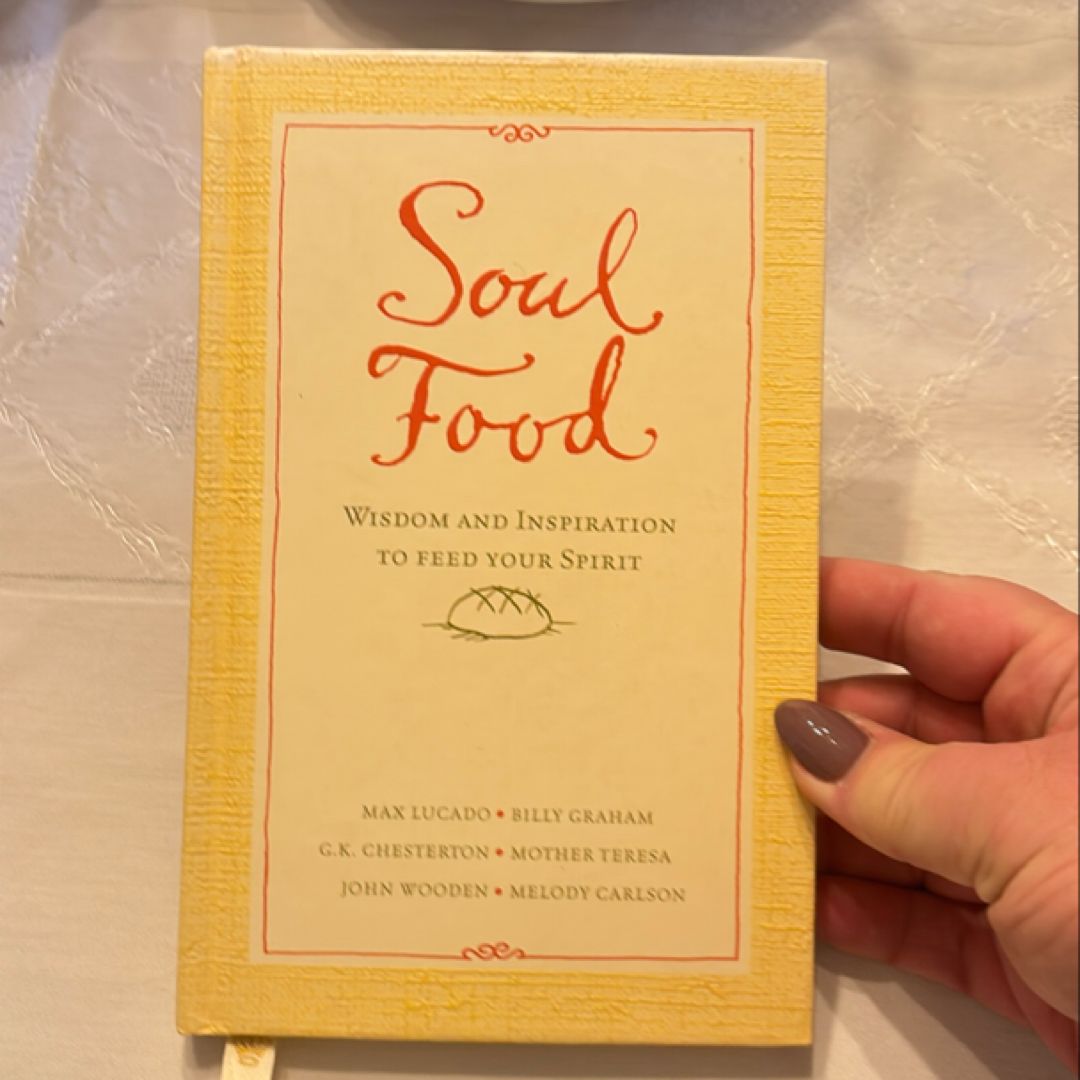 Soul
Food
Wisdom and Inspiration
to feed your Spirit
MAX LUCADO • BILLY GRAHAM
G.K. CHESTERTON • MOTHER TERESA
JOHN WOODEN • MELODY CARLSON